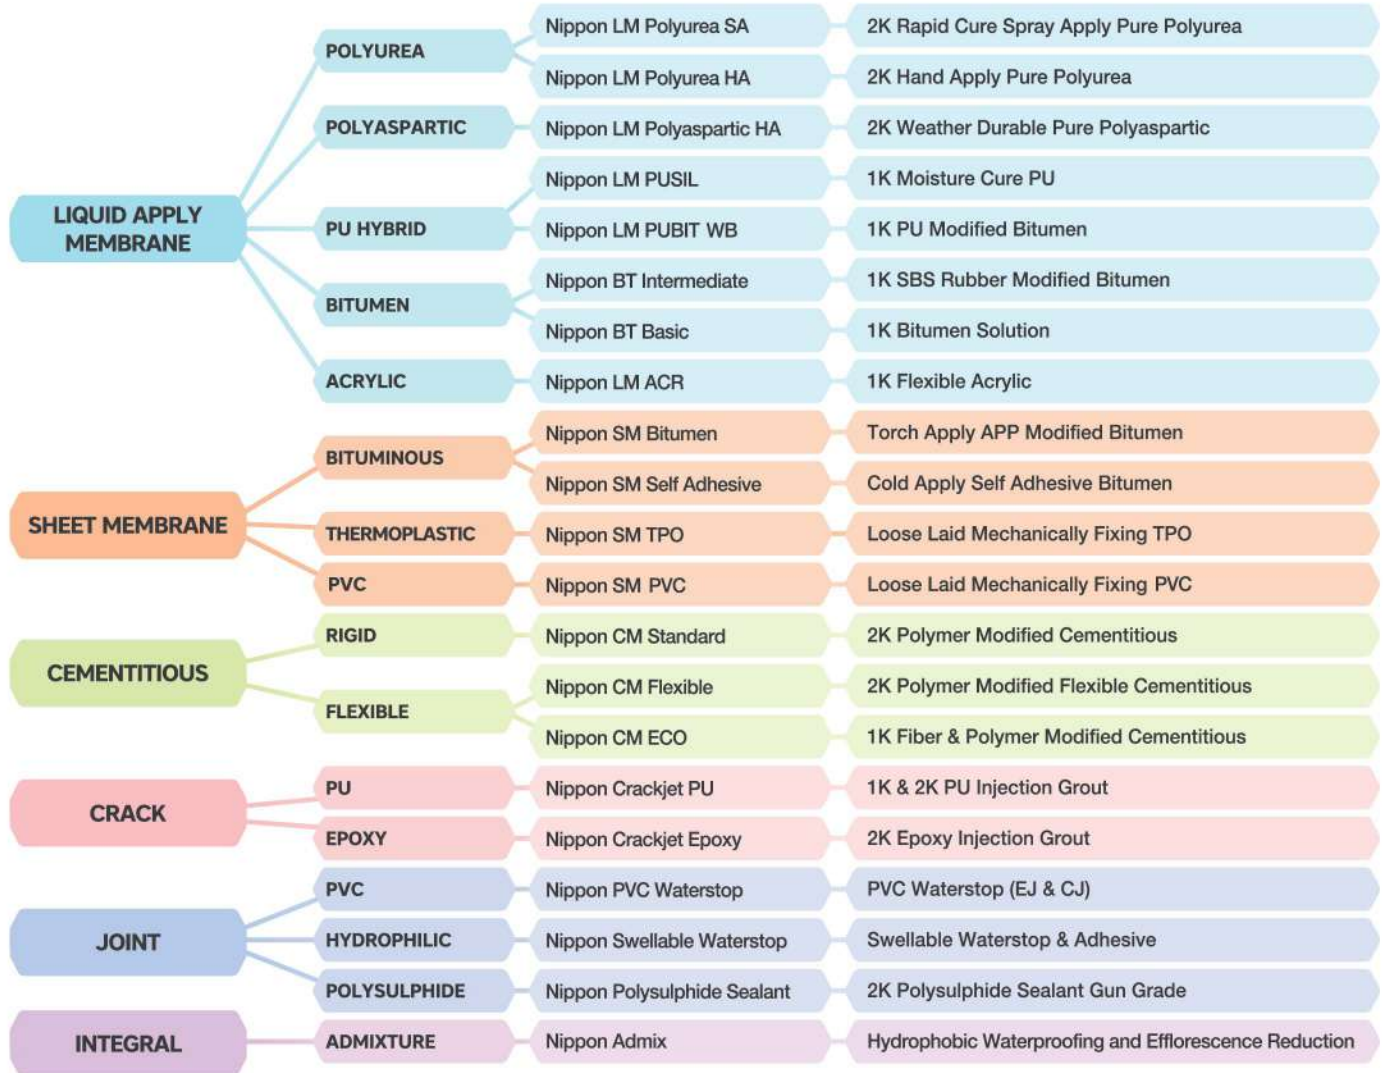 LIQUID APPLY
MEMBRANE
POLYUREA
Nippon LM Polyurea SA
2K Rapid Cure Spray Apply Pure Polyurea
Nippon LM Polyurea HA
2K Hand Apply Pure Polyurea
POLYASPARTIC
Nippon LM Polyaspartic HA
2K Weather Durable Pure Polyaspartic
PU HYBRID
Nippon LM PUSIL
1K Moisture Cure PU
Nippon LM PUBIT WB
1K PU Modified Bitumen
BITUMEN
Nippon BT Intermediate
1K SBS Rubber Modified Bitumen
Nippon BT Basic
1K Bitumen Solution
ACRYLIC
Nippon LM ACR
1K Flexible Acrylic
SHEET MEMBRANE
BITUMINOUS
Nippon SM Bitumen
Torch Apply APP Modified Bitumen
Nippon SM Self Adhesive
Cold Apply Self Adhesive Bitumen
THERMOPLASTIC
Nippon SM TPO
Loose Laid Mechanically Fixing TPO
PVC
Nippon SM PVC
Loose Laid Mechanically Fixing PVC
CEMENTITIOUS
RIGID
Nippon CM Standard
2K Polymer Modified Cementitious
FLEXIBLE
Nippon CM Flexible
2K Polymer Modified Flexible Cementitious
Nippon CM ECO
1K Fiber & Polymer Modified Cementitious
CRACK
PU
Nippon Crackjet PU
1K & 2K PU Injection Grout
EPOXY
Nippon Crackjet Epoxy
2K Epoxy Injection Grout
JOINT
PVC
Nippon PVC Waterstop
PVC Waterstop (EJ & CJ)
HYDROPHILIC
Nippon Swellable Waterstop
Swellable Waterstop & Adhesive
POLYSULPHIDE
Nippon Polysulphide Sealant
2K Polysulphide Sealant Gun Grade
INTEGRAL
ADMIXTURE
Nippon Admix
Hydrophobic Waterproofing and Efflorescence Reduction